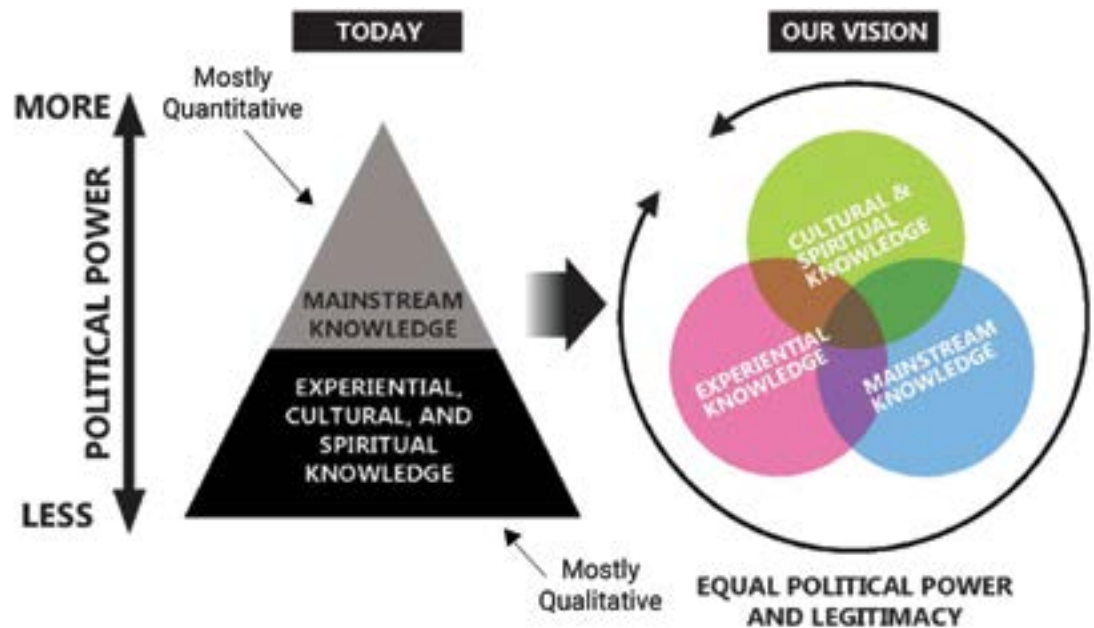 TODAY
Mostly
Quantitative
MORE
POLITICAL POWER
LESS
MAINSTREAM
KNOWLEDGE
EXPERIENTIAL,
CULTURAL, AND
SPIRITUAL
KNOWLEDGE
Mostly
Qualitative
OUR VISION
CULTURAL &
SPIRITUAL
KNOWLEDGE
EXPERIENTIAL
KNOWLEDGE
MAINSTREAM
KNOWLEDGE
EQUAL POLITICAL POWER
AND LEGITIMACY